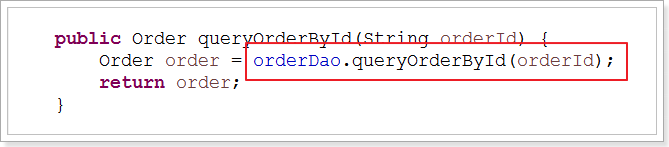 public Order queryOrderById(String orderId) {
Order order = orderDao.queryOrderById(orderId);
return order;
}